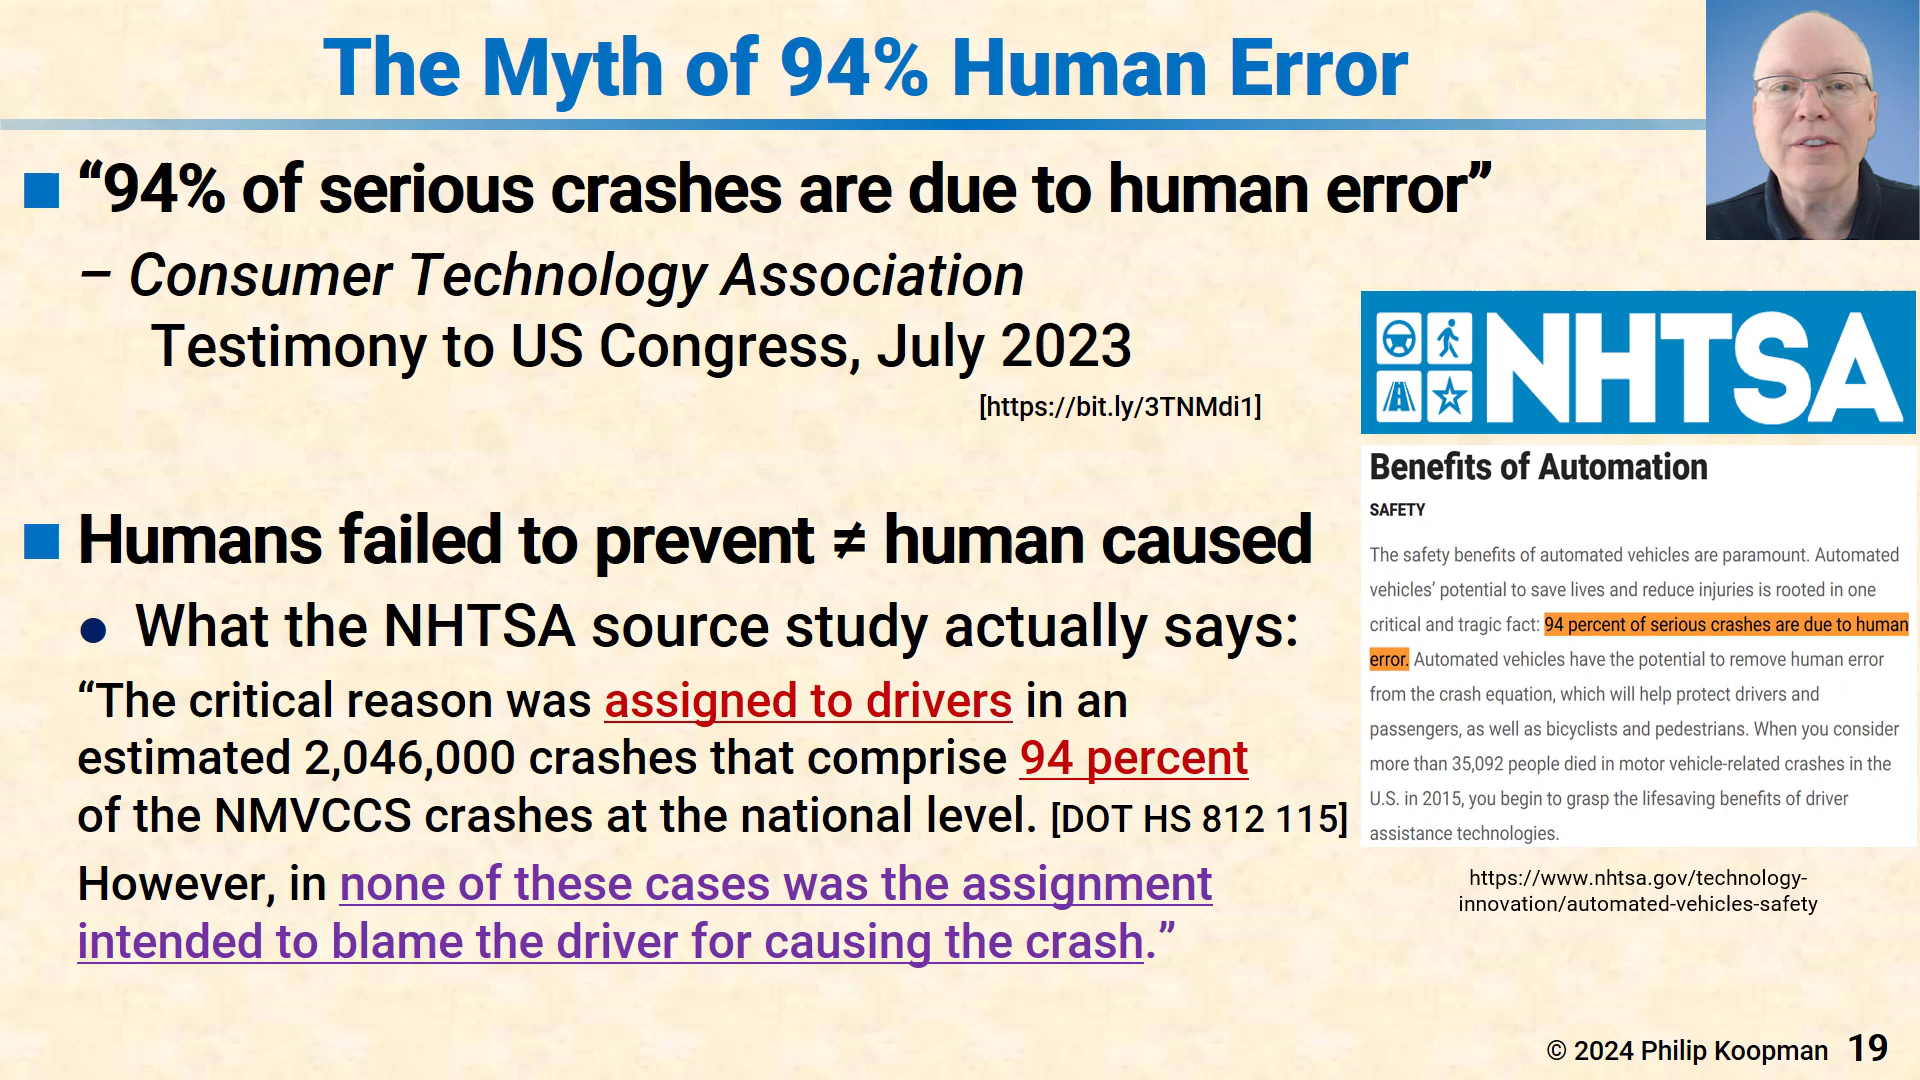 The Myth of 94% Human Error
“94% of serious crashes are due to human error”
– Consumer Technology Association
Testimony to US Congress, July 2023
[https://bit.ly/3TNMdi1]
Humans failed to prevent ≠ human caused
What the NHTSA source study actually says:
“The critical reason was assigned to drivers in an
estimated 2,046,000 crashes that comprise 94 percent
of the NMVCCS crashes at the national level. [DOT HS 812 115]
However, in none of these cases was the assignment
intended to blame the driver for causing the crash.”
NHTSA
Benefits of Automation
SAFETY
The safety benefits of automated vehicles are paramount. Automated
vehicles’ potential to save lives and reduce injuries is rooted in one
critical and tragic fact: 94 percent of serious crashes are due to human
error. Automated vehicles have the potential to remove human error
from the crash equation, which will help protect drivers and
passengers, as well as bicyclists and pedestrians. When you consider
more than 35,092 people died in motor vehicle-related crashes in the
U.S. in 2015, you begin to grasp the lifesaving benefits of driver
assistance technologies.
https://www.nhtsa.gov/technology-
innovation/automated-vehicles-safety
© 2024 Philip Koopman 19